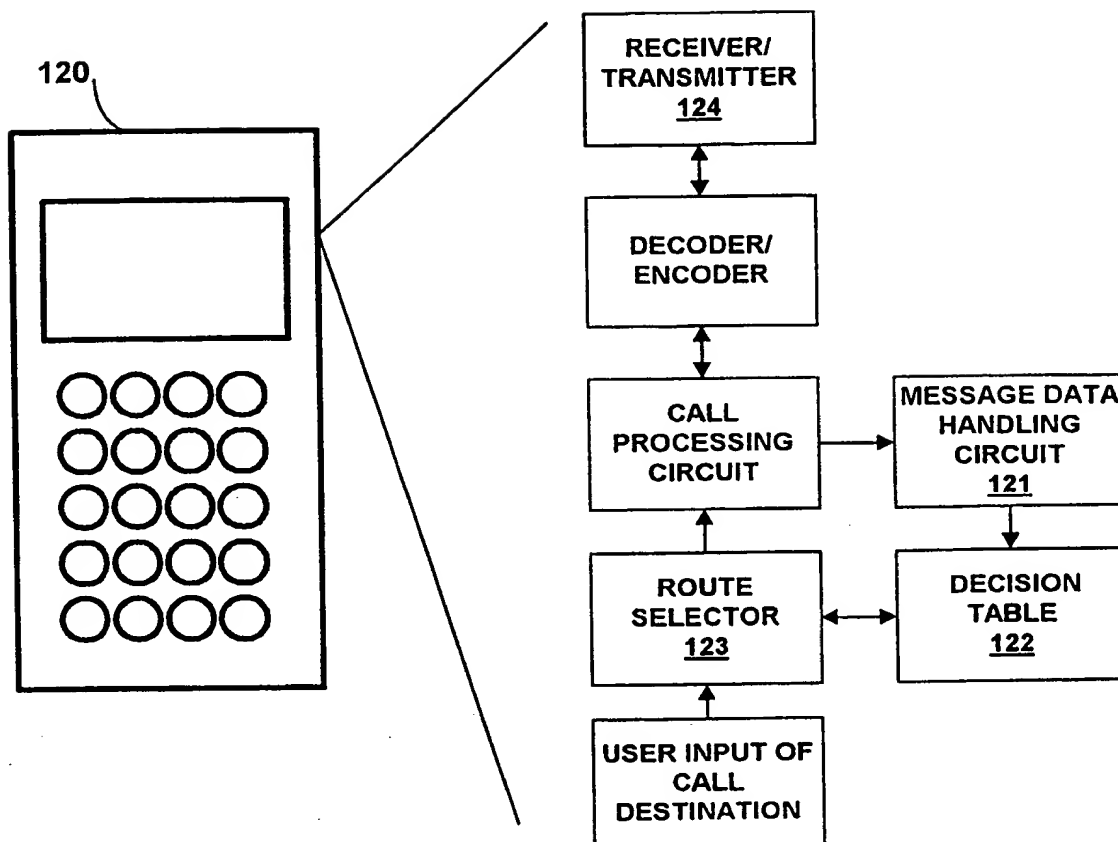 120
RECEIVER/
TRANSMITTER
124
DECODER/
ENCODER
CALL
PROCESSING
CIRCUIT
MESSAGE DATA
HANDLING
CIRCUIT
121
ROUTE
SELECTOR
123
DECISION
TABLE
122
USER INPUT OF
CALL
DESTINATION